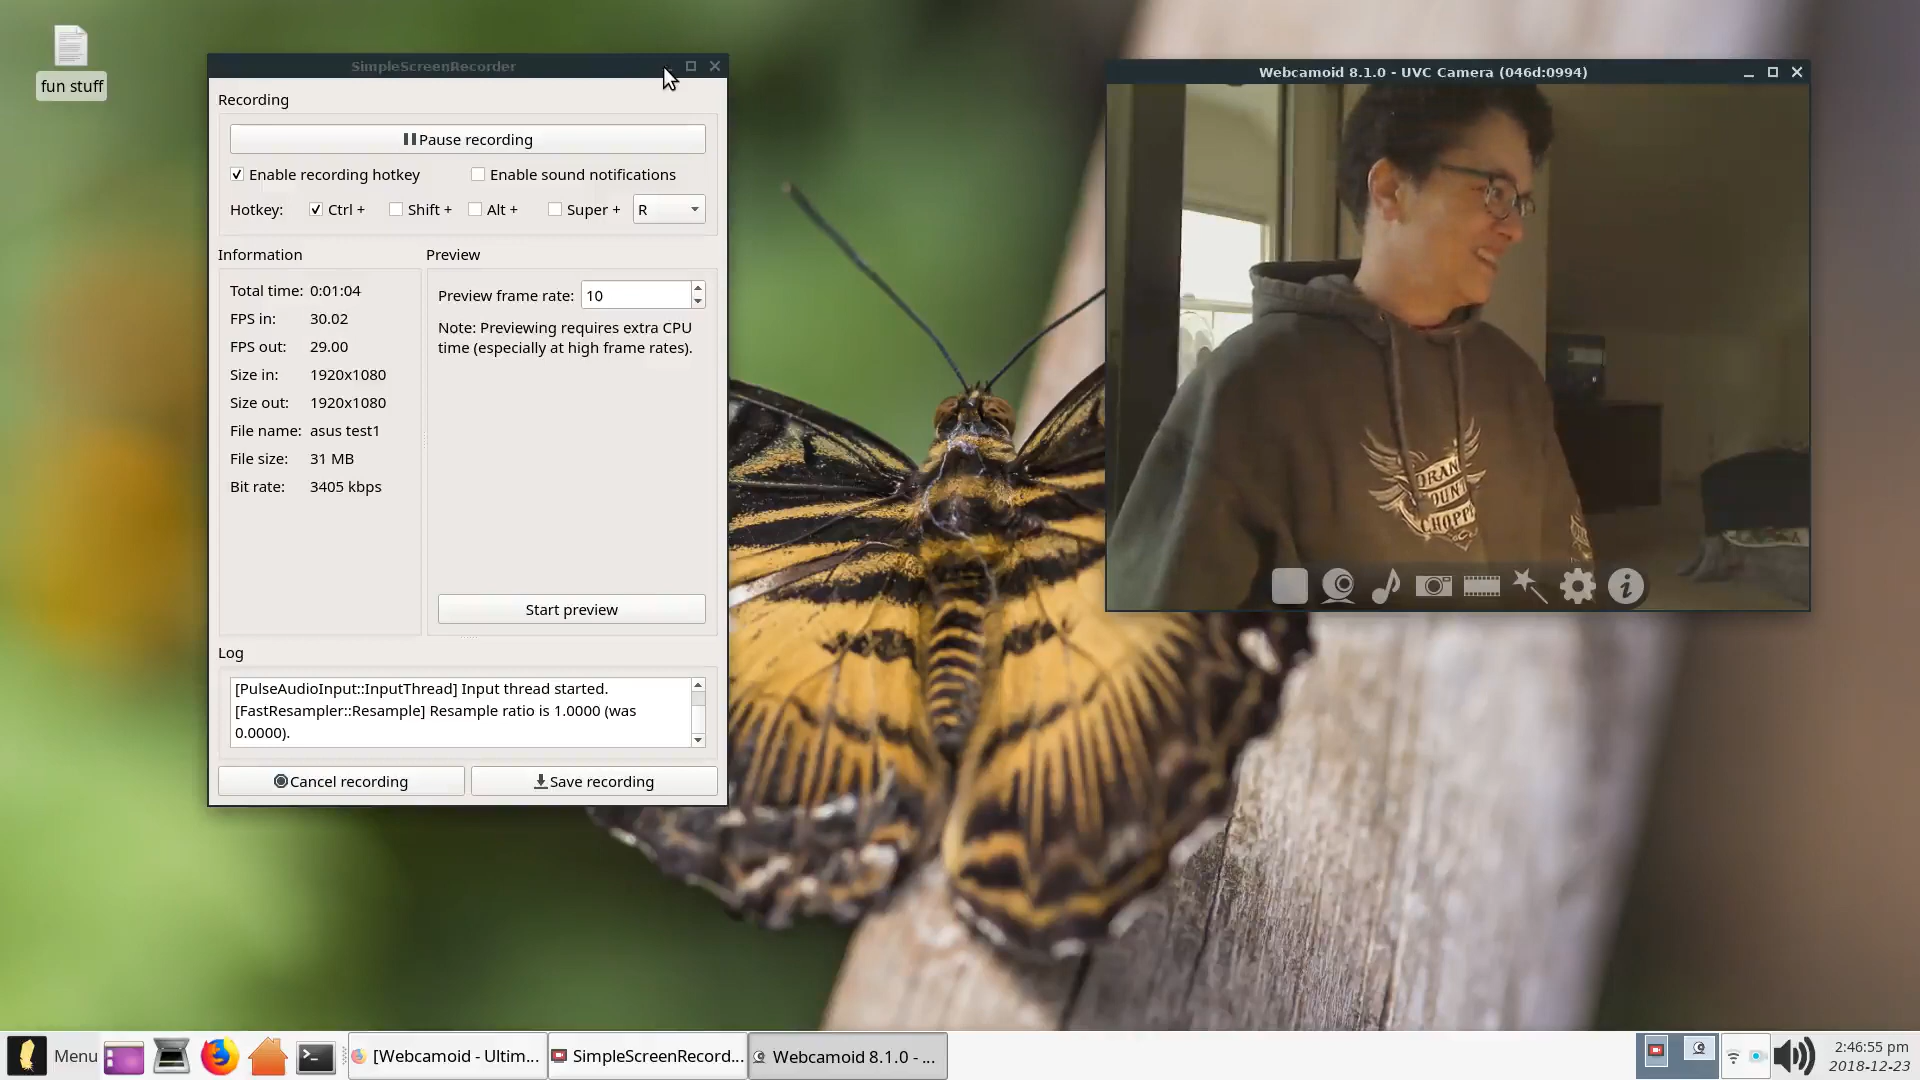 fun stuff
SimpleScreenRecorder
Recording
Pause recording
Enable recording hotkey
Enable sound notifications
Hotkey: Ctrl + Shift + Alt + Super + R
Information
Total time: 0:01:04
FPS in: 30.02
FPS out: 29.00
Size in: 1920x1080
Size out: 1920x1080
File name: asus test1
File size: 31 MB
Bit rate: 3405 kbps
Preview
Preview frame rate: 10
Note: Previewing requires extra CPU
time (especially at high frame rates).
Start preview
Log
[PulseAudioInput::InputThread] Input thread started.
[FastResampler::Resample] Resample ratio is 1.0000 (was
0.0000).
Cancel recording
Save recording
Webcamoid 8.1.0 - UVC Camera (046d:0994)
Menu
[Webcamoid - Ultim...
SimpleScreenRecord...
Webcamoid 8.1.0 - ...
2:46:55 pm
2018-12-23